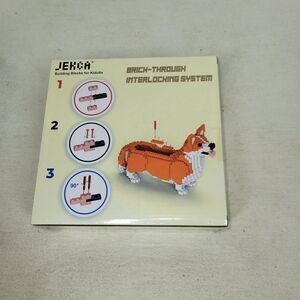 JEKCA
Building Blocks for Kidults
BRICK-THROUGH
INTERLOCKING SYSTEM
1
2
3
90°